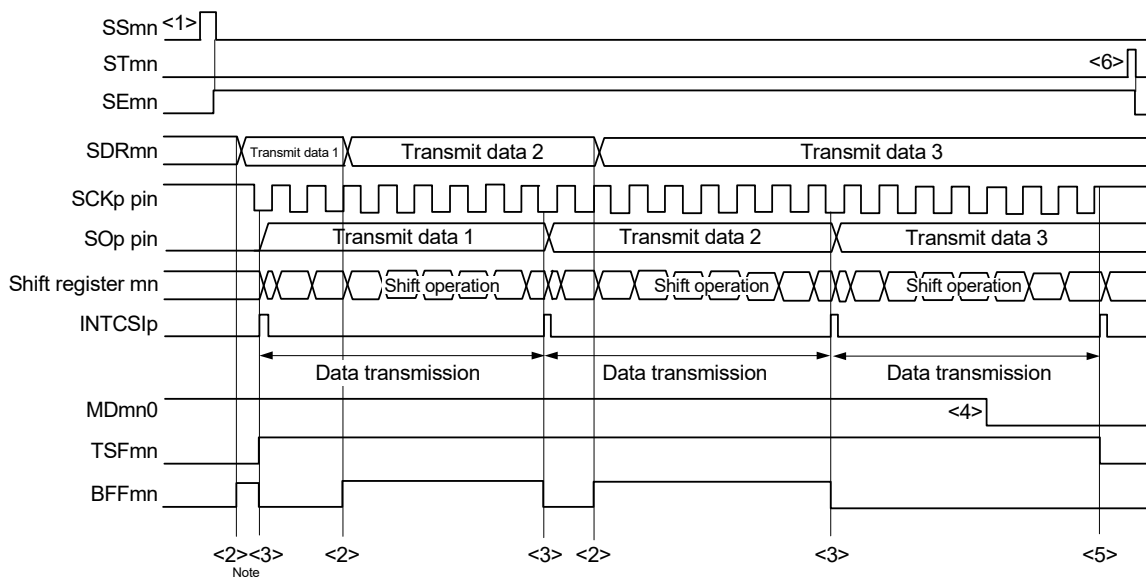 SSmn <1>
STmn <6>
SEmn
SDRmn Transmit data 1 Transmit data 2 Transmit data 3
SCKp pin
SOp pin Transmit data 1 Transmit data 2 Transmit data 3
Shift register mn Shift operation Shift operation Shift operation
INTCSIp
Data transmission Data transmission Data transmission
MDmn0 <4>
TSFmn
BFFmn
<2> <3> <2> <3> <2> <3> <5>
Note